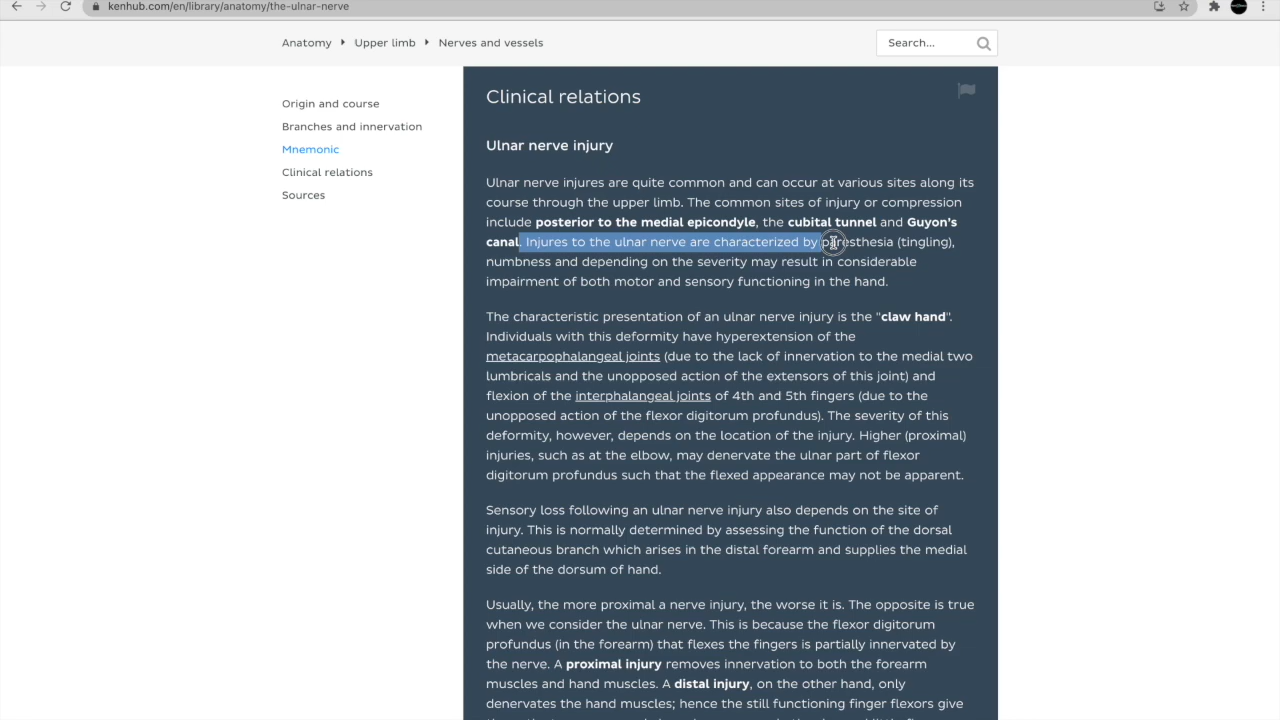 kenhub.com/en/library/anatomy/the-ulnar-nerve
Anatomy Upper limb Nerves and vessels
Search...
Origin and course
Branches and innervation
Mnemonic
Clinical relations
Sources
Clinical relations
Ulnar nerve injury
Ulnar nerve injures are quite common and can occur at various sites along its
course through the upper limb. The common sites of injury or compression
include posterior to the medial epicondyle, the cubital tunnel and Guyon's
canal. Injures to the ulnar nerve are characterized by paresthesia (tingling),
numbness and depending on the severity may result in considerable
impairment of both motor and sensory functioning in the hand.
The characteristic presentation of an ulnar nerve injury is the "claw hand".
Individuals with this deformity have hyperextension of the
metacarpophalangeal joints (due to the lack of innervation to the medial two
lumbricals and the unopposed action of the extensors of this joint) and
flexion of the interphalangeal joints of 4th and 5th fingers (due to the
unopposed action of the flexor digitorum profundus). The severity of this
deformity, however, depends on the location of the injury. Higher (proximal)
injuries, such as at the elbow, may denervate the ulnar part of flexor
digitorum profundus such that the flexed appearance may not be apparent.
Sensory loss following an ulnar nerve injury also depends on the site of
injury. This is normally determined by assessing the function of the dorsal
cutaneous branch which arises in the distal forearm and supplies the medial
side of the dorsum of hand.
Usually, the more proximal a nerve injury, the worse it is. The opposite is true
when we consider the ulnar nerve. This is because the flexor digitorum
profundus (in the forearm) that flexes the fingers is partially innervated by
the nerve. A proximal injury removes innervation to both the forearm
muscles and hand muscles. A distal injury, on the other hand, only
denervates the hand muscles; hence the still functioning finger flexors give